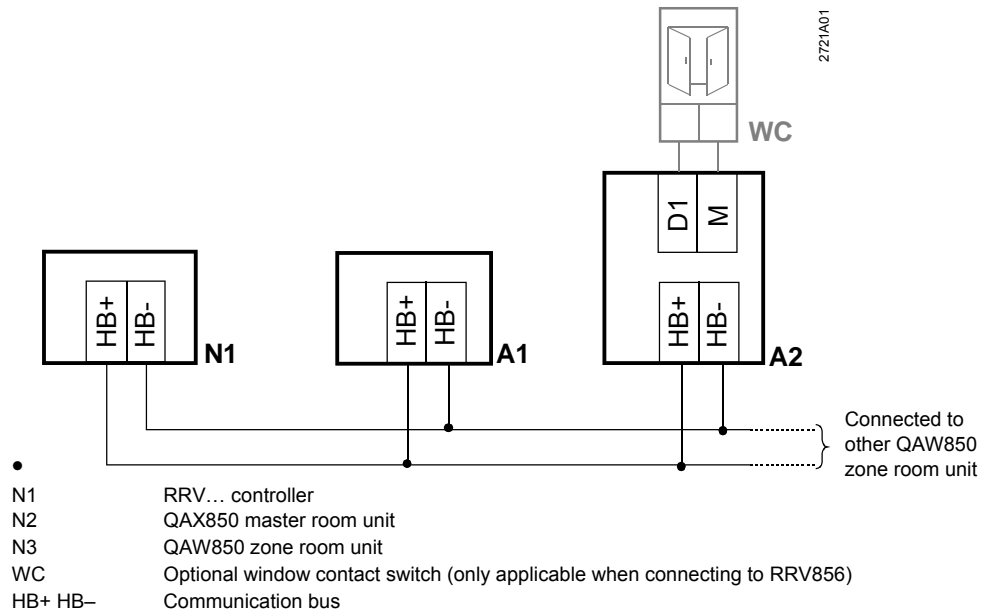 2721A01
WC
D1 M
HB+ HB- N1
HB+ HB- A1
HB+ HB- A2
Connected to
other QAW850
zone room unit
•
N1 RRV… controller
N2 QAX850 master room unit
N3 QAW850 zone room unit
WC Optional window contact switch (only applicable when connecting to RRV856)
HB+ HB– Communication bus